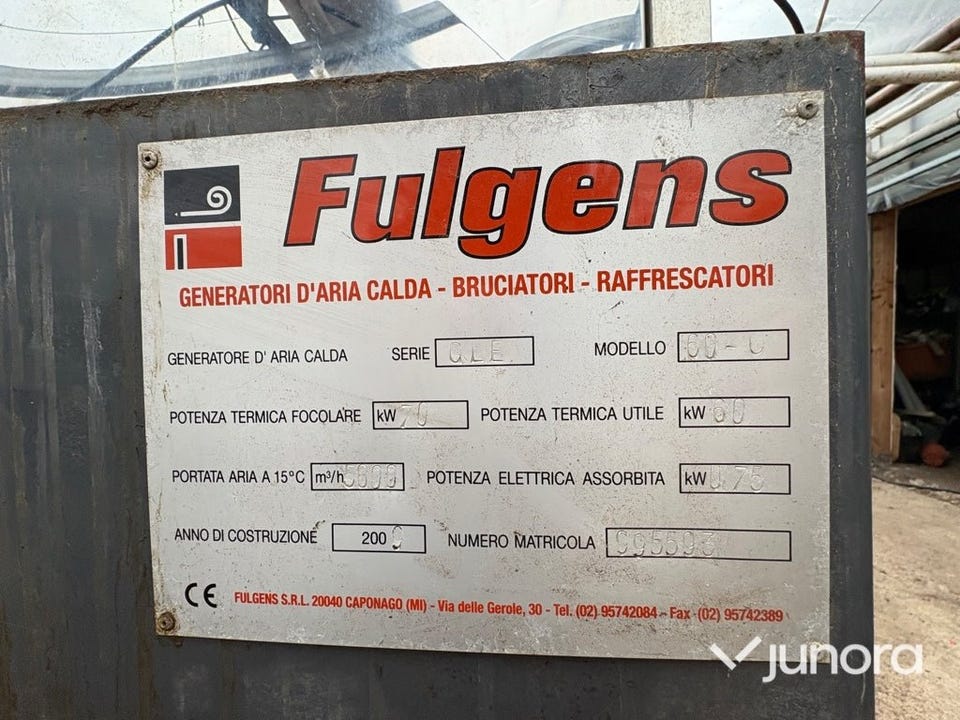 Fulgens
GENERATORI D'ARIA CALDA - BRUCIATORI - RAFFRESCATORI
GENERATORE D' ARIA CALDA SERIE MODELLO
POTENZA TERMICA FOCOLARE kW 70 POTENZA TERMICA UTILE kW 60
PORTATA ARIA A 15°C m³/h POTENZA ELETTRICA ASSORBITA kW 0,75
ANNO DI COSTRUZIONE 200 NUMERO MATRICOLA
CE FULGENS S.R.L. 20040 CAPONAGO (MI) - Via delle Gerole, 30 - Tel. (02) 95742084 - Fax (02) 95742389
junora